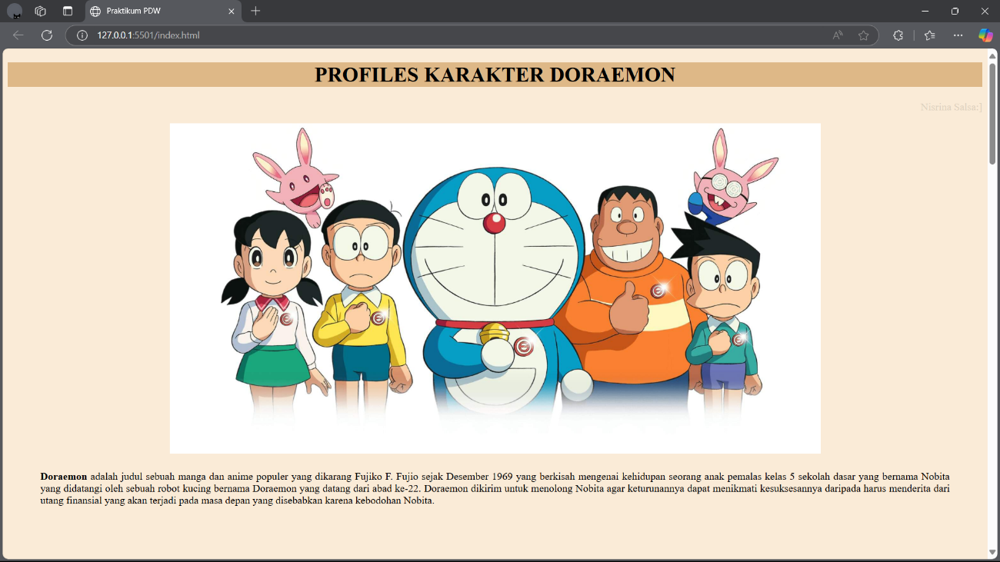 Praktikum PDW
127.0.0.1:5501/index.html
PROFILES KARAKTER DORAEMON
Nisrina Salsa:]
Doraemon adalah judul sebuah manga dan anime populer yang dikarang Fujiko F. Fujio sejak Desember 1969 yang berkisah mengenai kehidupan seorang anak pemalas kelas 5 sekolah dasar yang bernama Nobita
yang didatangi oleh sebuah robot kucing bernama Doraemon yang datang dari abad ke-22. Doraemon dikirim untuk menolong Nobita agar keturunannya dapat menikmati kesuksesannya daripada harus menderita dari
utang finansial yang akan terjadi pada masa depan yang disebabkan karena kebodohan Nobita.